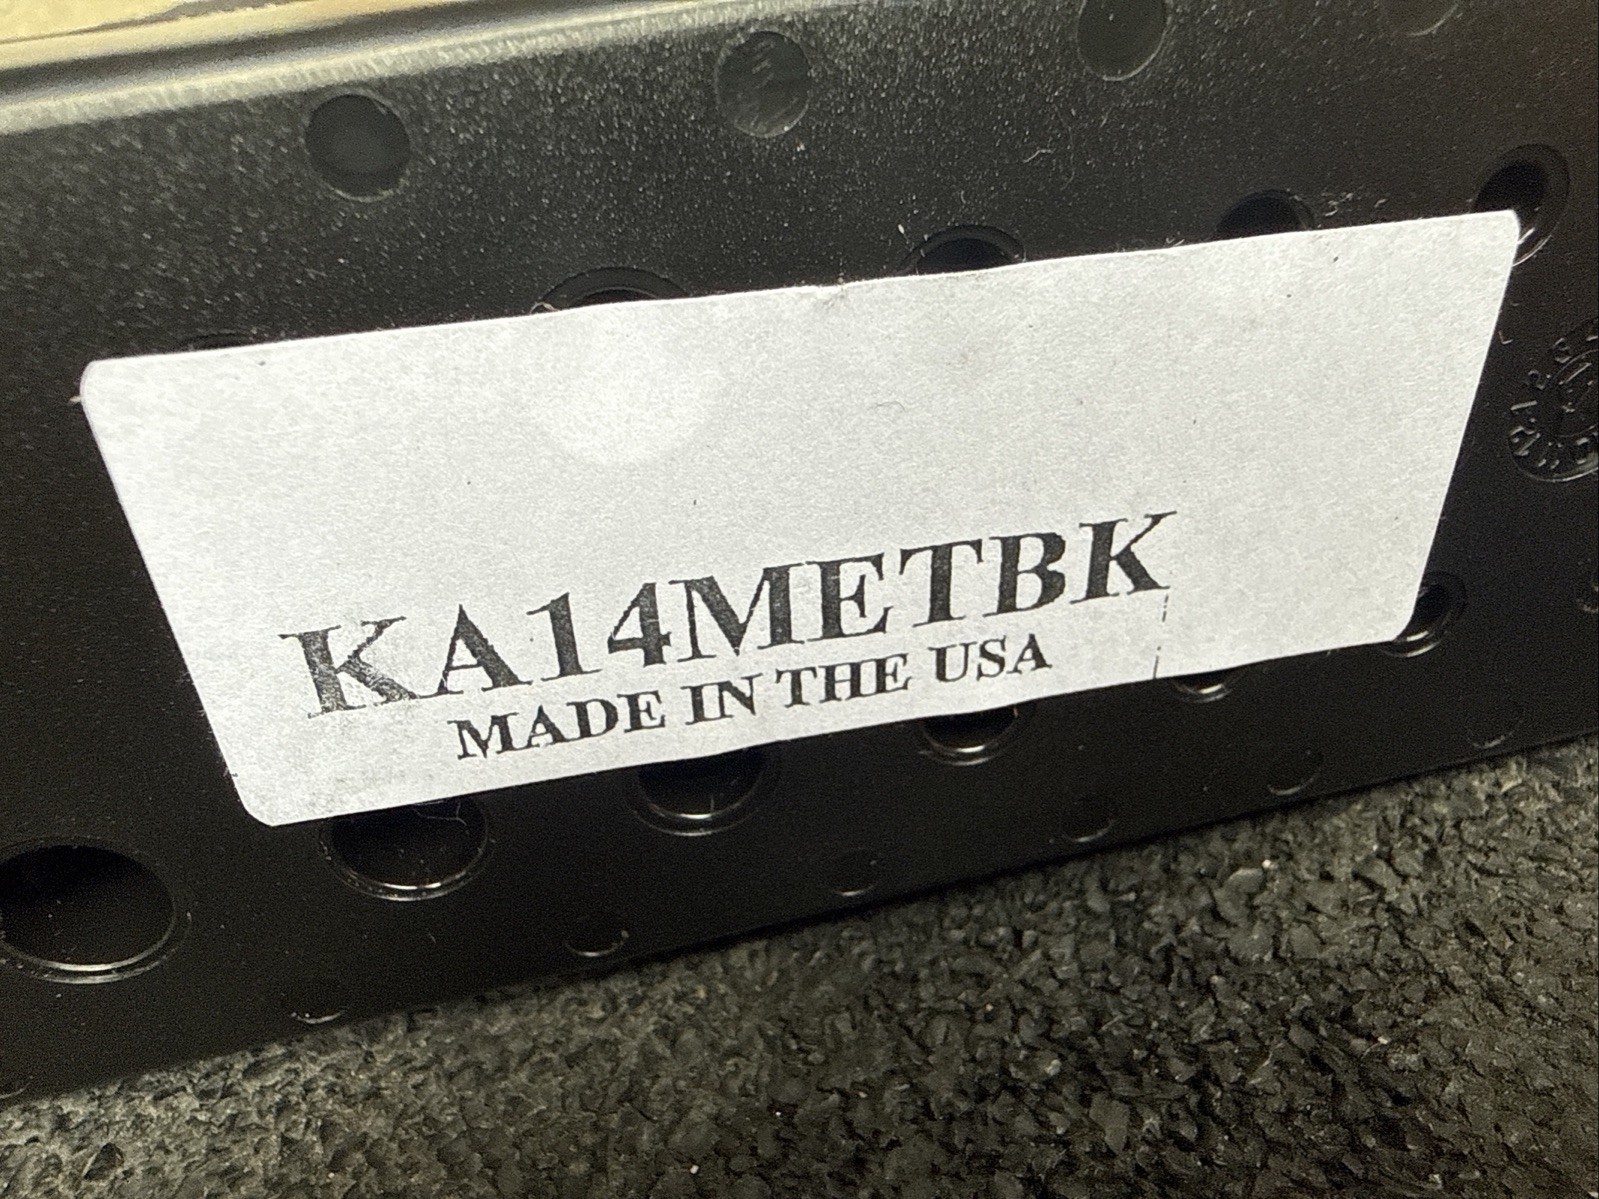 KA14METBK
MADE IN THE USA